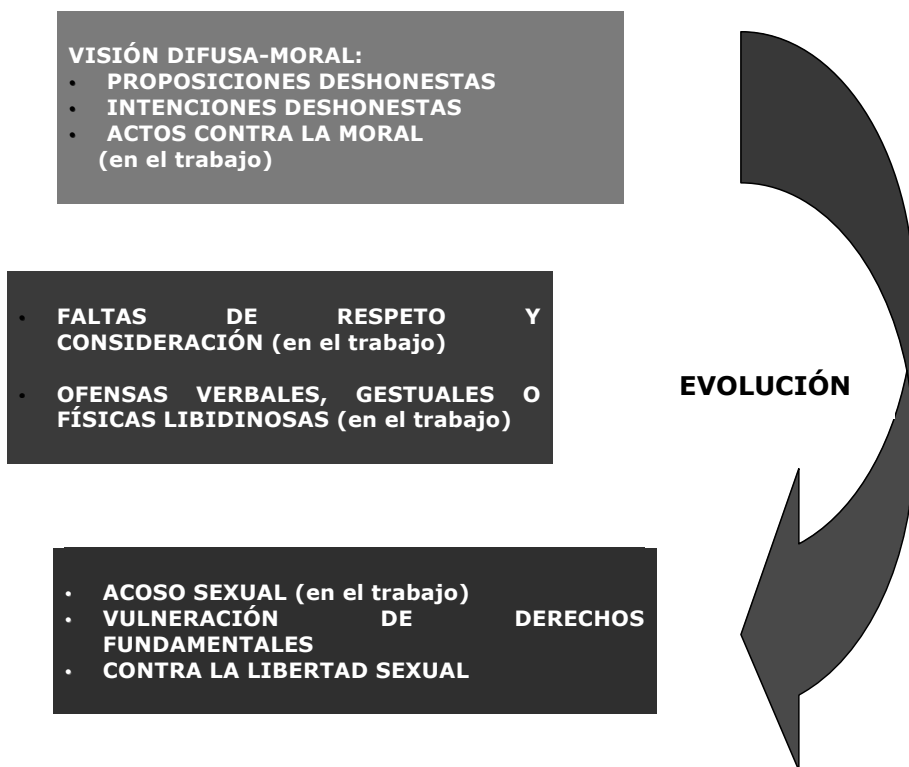 VISIÓN DIFUSA-MORAL:
• PROPOSICIONES DESHONESTAS
• INTENCIONES DESHONESTAS
• ACTOS CONTRA LA MORAL
(en el trabajo)
• FALTAS DE RESPETO Y
CONSIDERACIÓN (en el trabajo)
• OFENSAS VERBALES, GESTUALES O
FÍSICAS LIBIDINOSAS (en el trabajo)
EVOLUCIÓN
• ACOSO SEXUAL (en el trabajo)
• VULNERACIÓN DE DERECHOS
FUNDAMENTALES
• CONTRA LA LIBERTAD SEXUAL